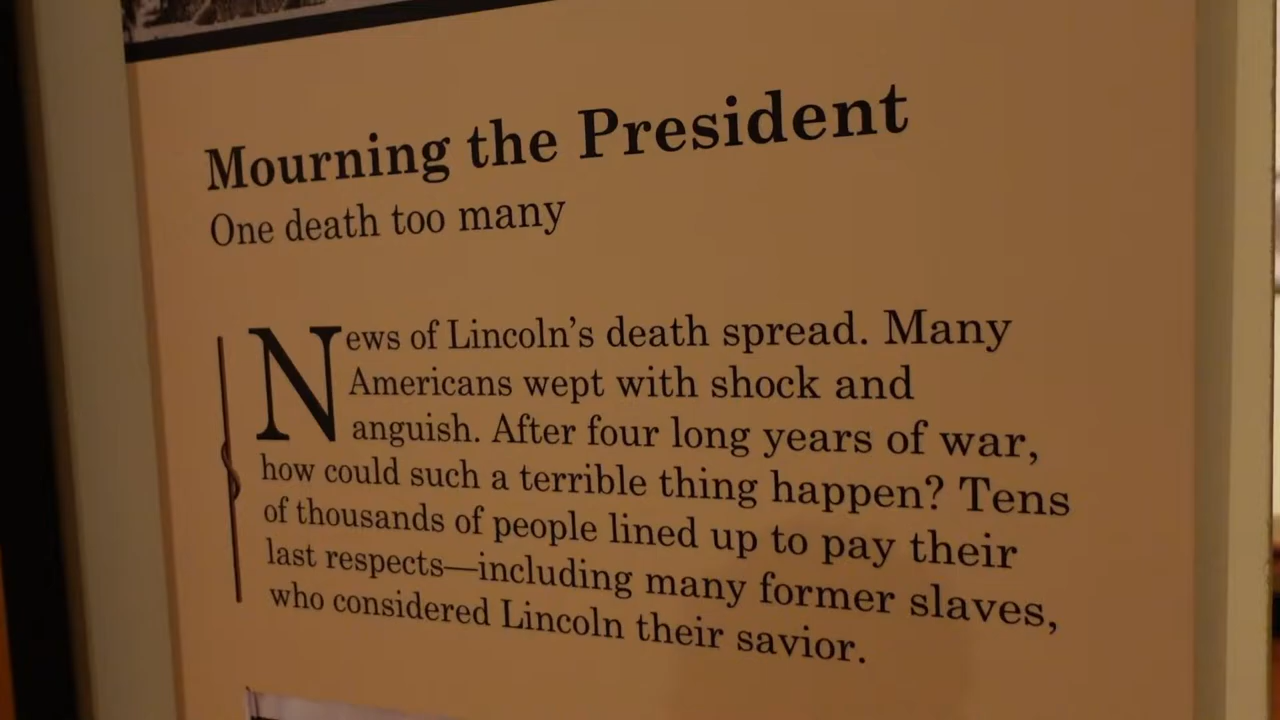 Mourning the President
One death too many
News of Lincoln’s death spread. Many
Americans wept with shock and
anguish. After four long years of war,
how could such a terrible thing happen? Tens
of thousands of people lined up to pay their
last respects—including many former slaves,
who considered Lincoln their savior.